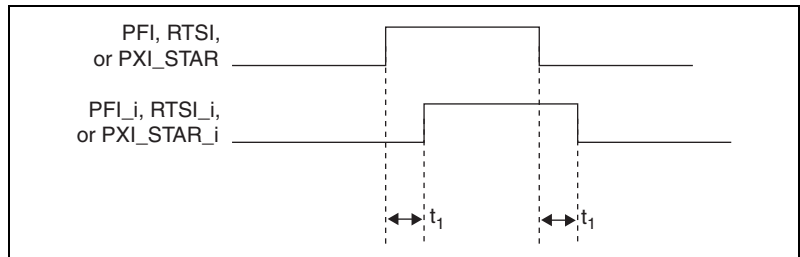 PFI, RTSI,
or PXI_STAR
PFI_i, RTSI_i,
or PXI_STAR_i
t1
t1